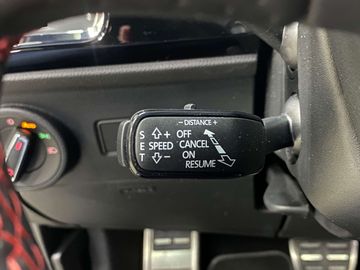 − DISTANCE +
S ⇧+ OFF
E SPEED CANCEL
T ⇩− ON
RESUME